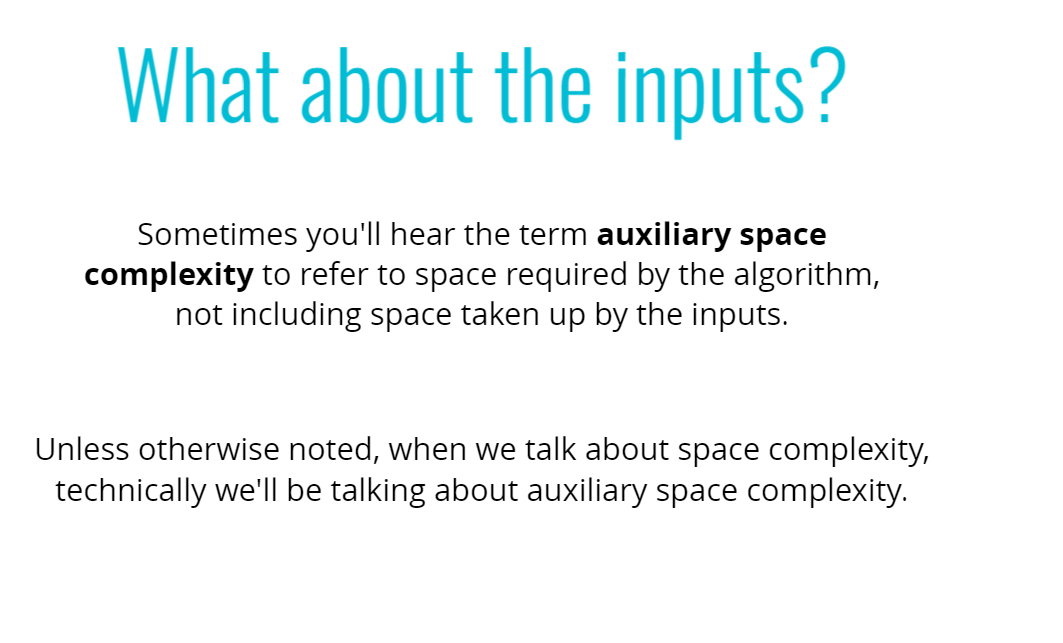 What about the inputs?
Sometimes you'll hear the term auxiliary space
complexity to refer to space required by the algorithm,
not including space taken up by the inputs.
Unless otherwise noted, when we talk about space complexity,
technically we'll be talking about auxiliary space complexity.